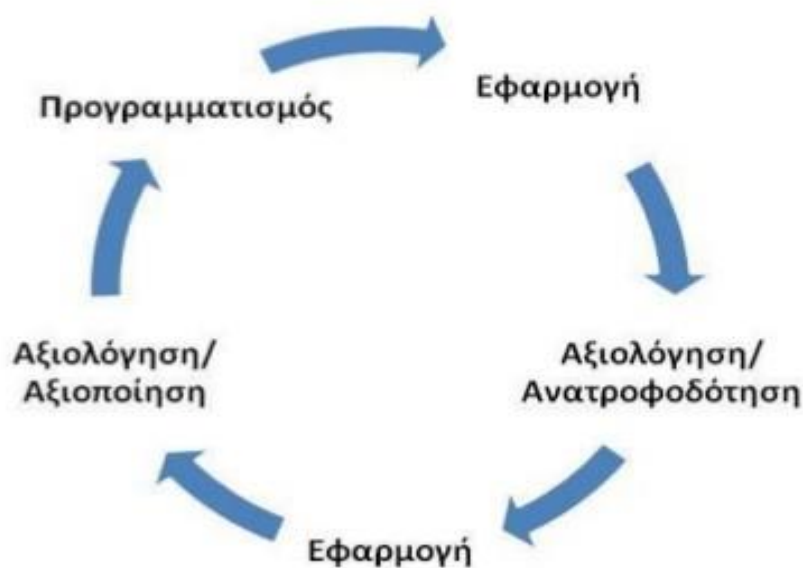 Προγραμματισμός
Εφαρμογή
Αξιολόγηση/
Ανατροφοδότηση
Εφαρμογή
Αξιολόγηση/
Αξιοποίηση